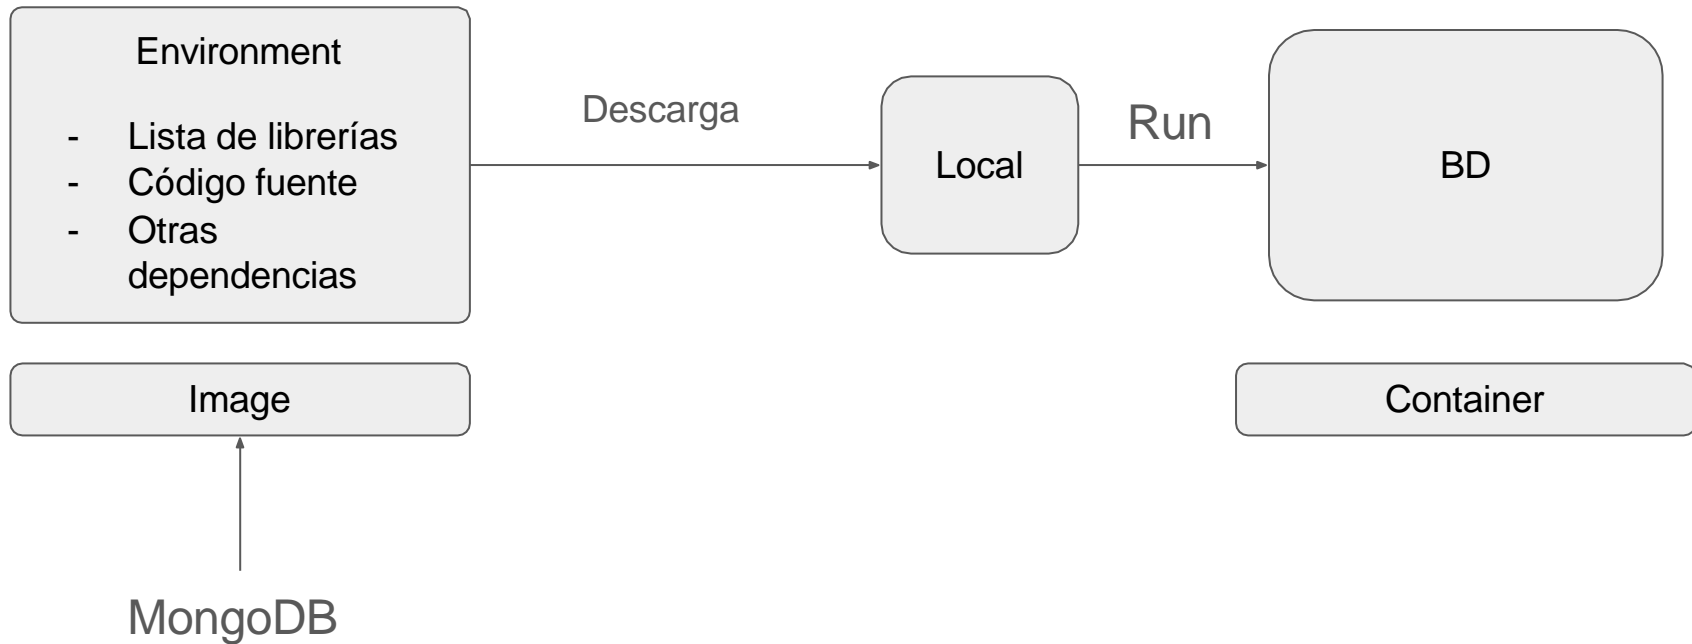 Environment
- Lista de librerías
- Código fuente
- Otras
dependencias
Descarga
Local
Run
BD
Image
Container
MongoDB